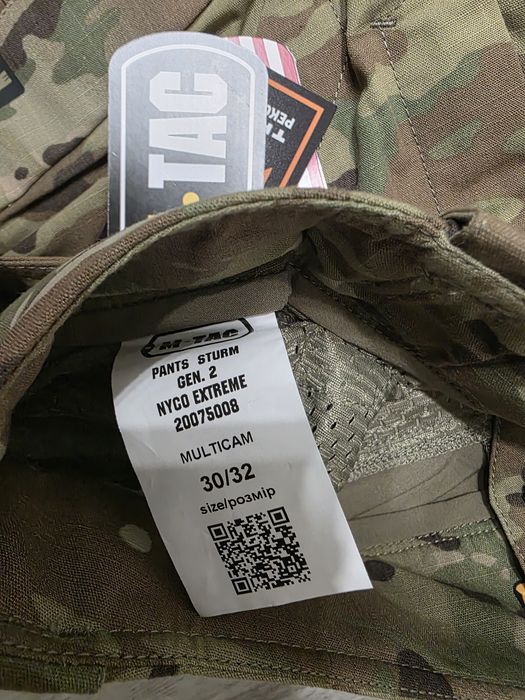 TAC
M-TAC
PANTS STURM
GEN. 2
NYCO EXTREME
20075008
MULTICAM
30/32
size/розмір